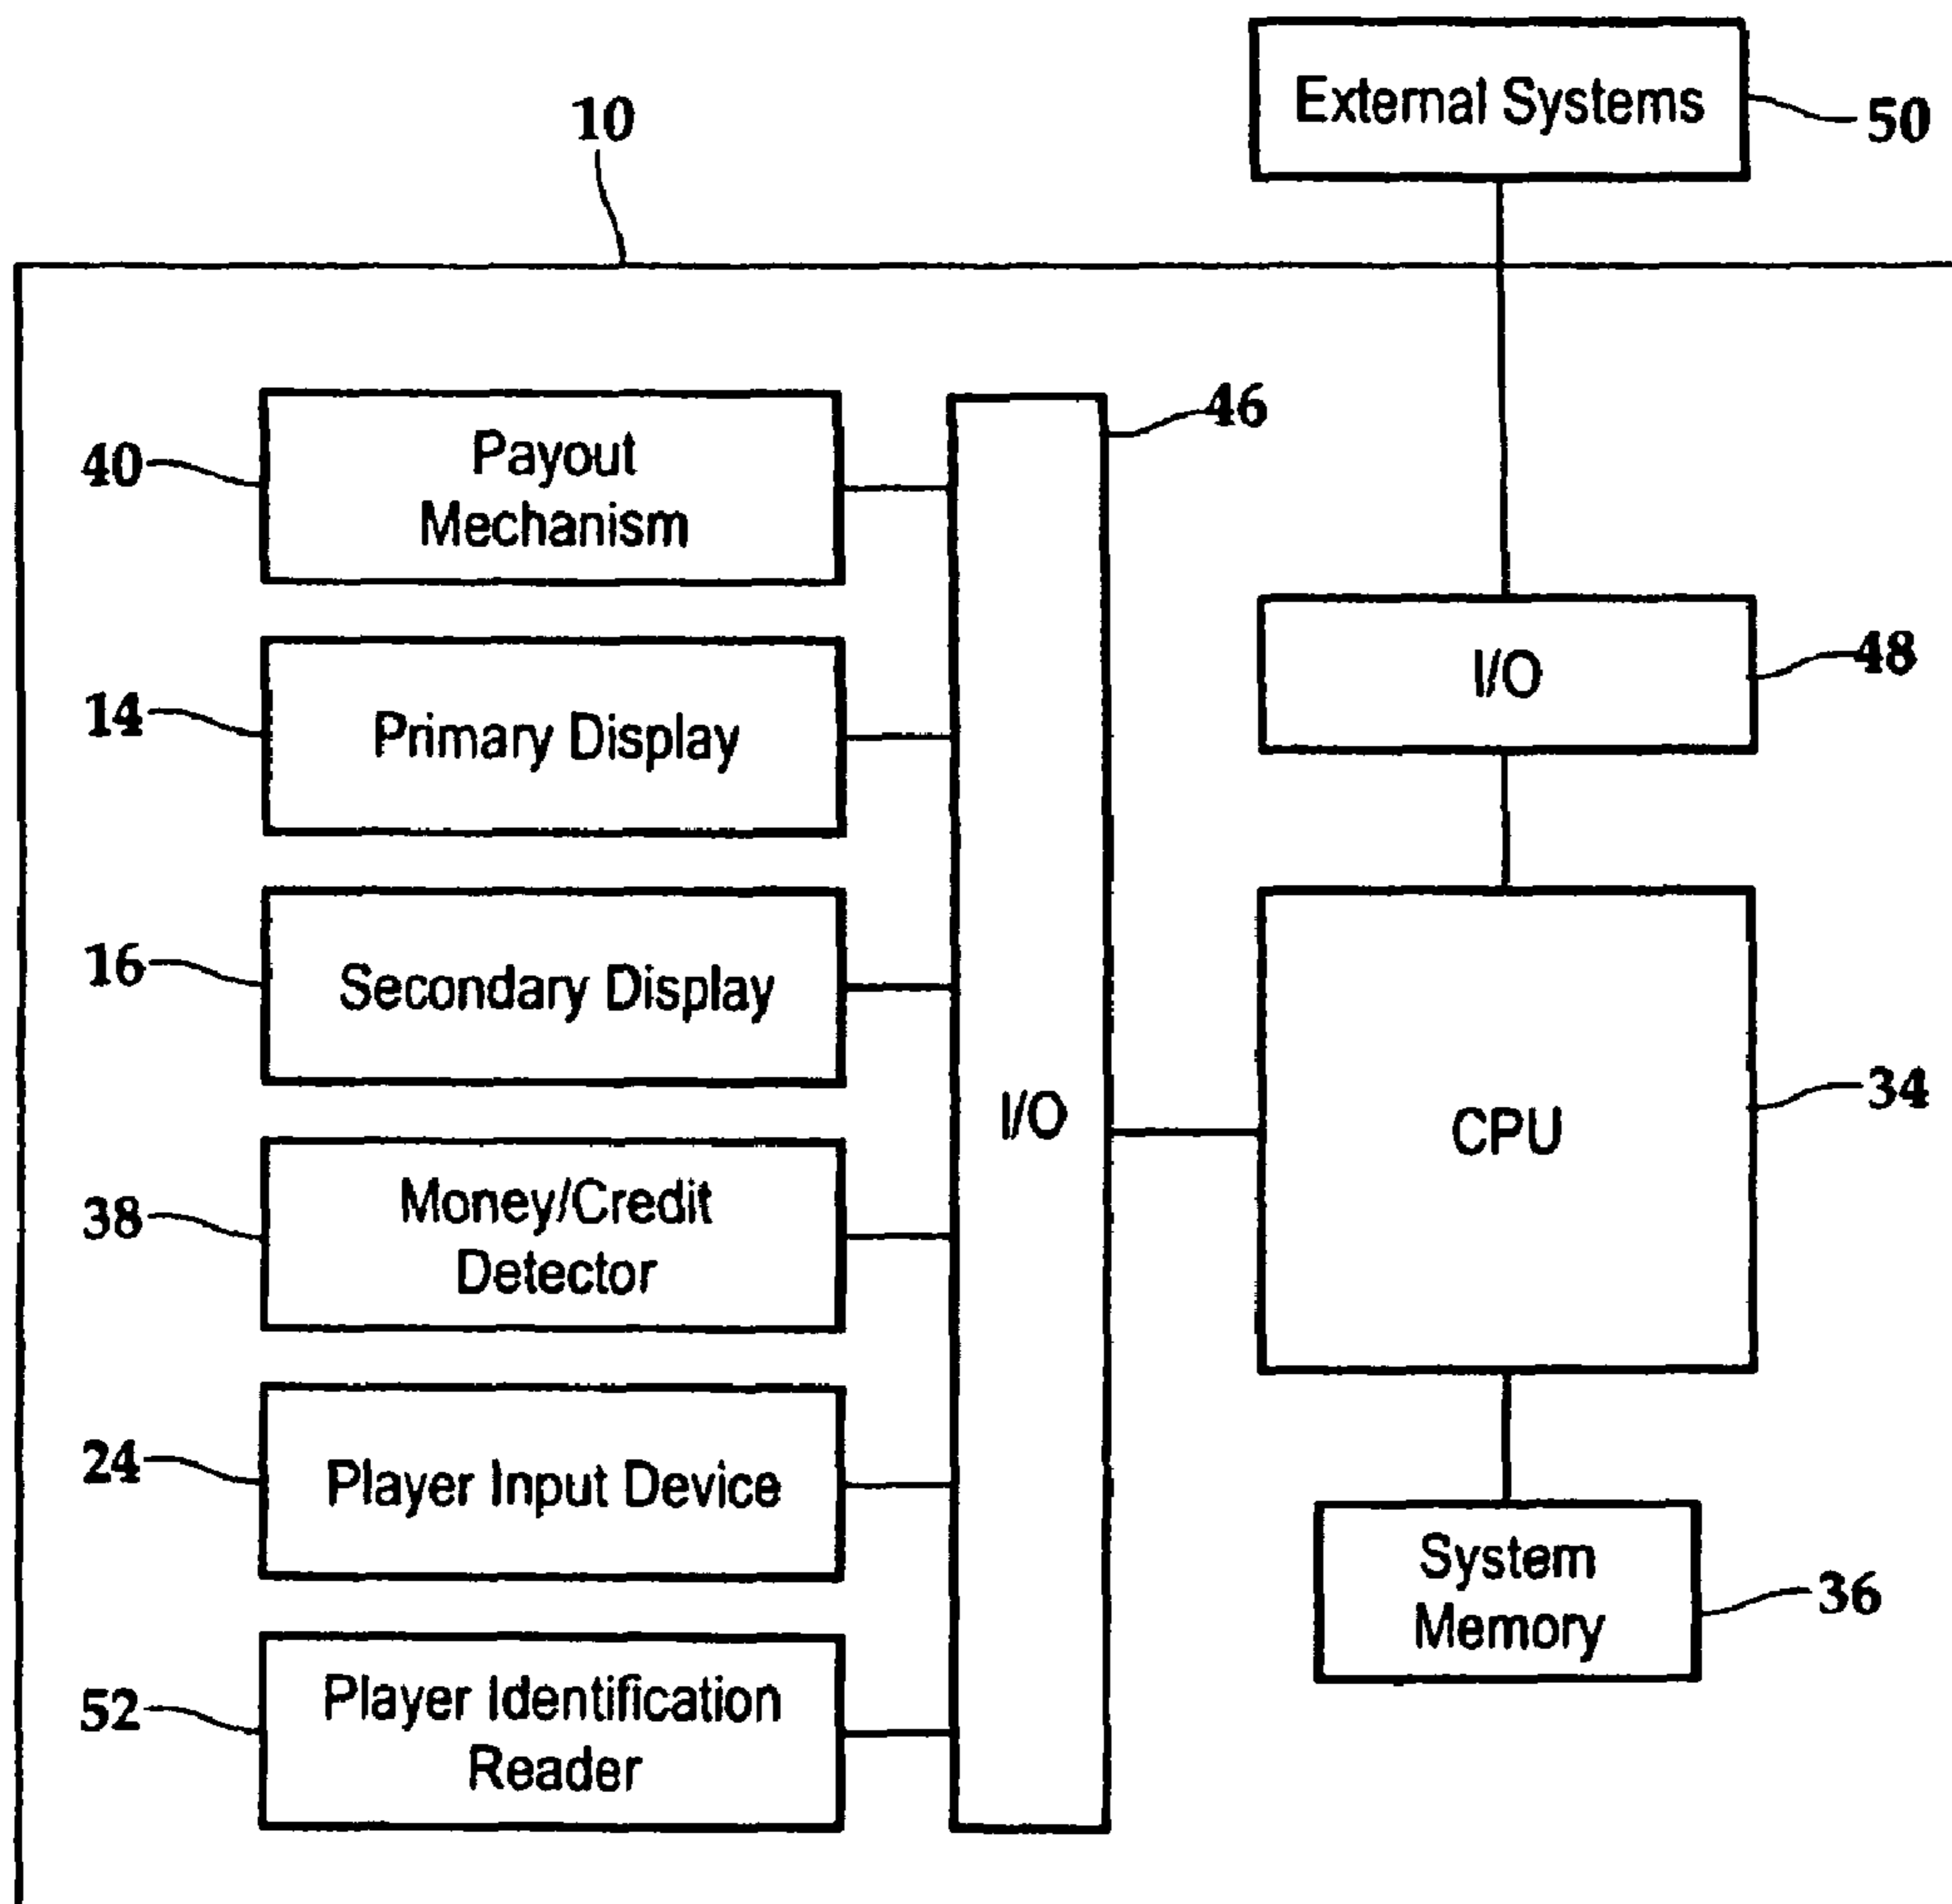 External Systems
50
10
46
40
Payout
Mechanism
I/O
48
14
Primary Display
16
Secondary Display
I/O
CPU
34
38
Money/Credit
Detector
24
Player Input Device
System
Memory
36
52
Player Identification
Reader